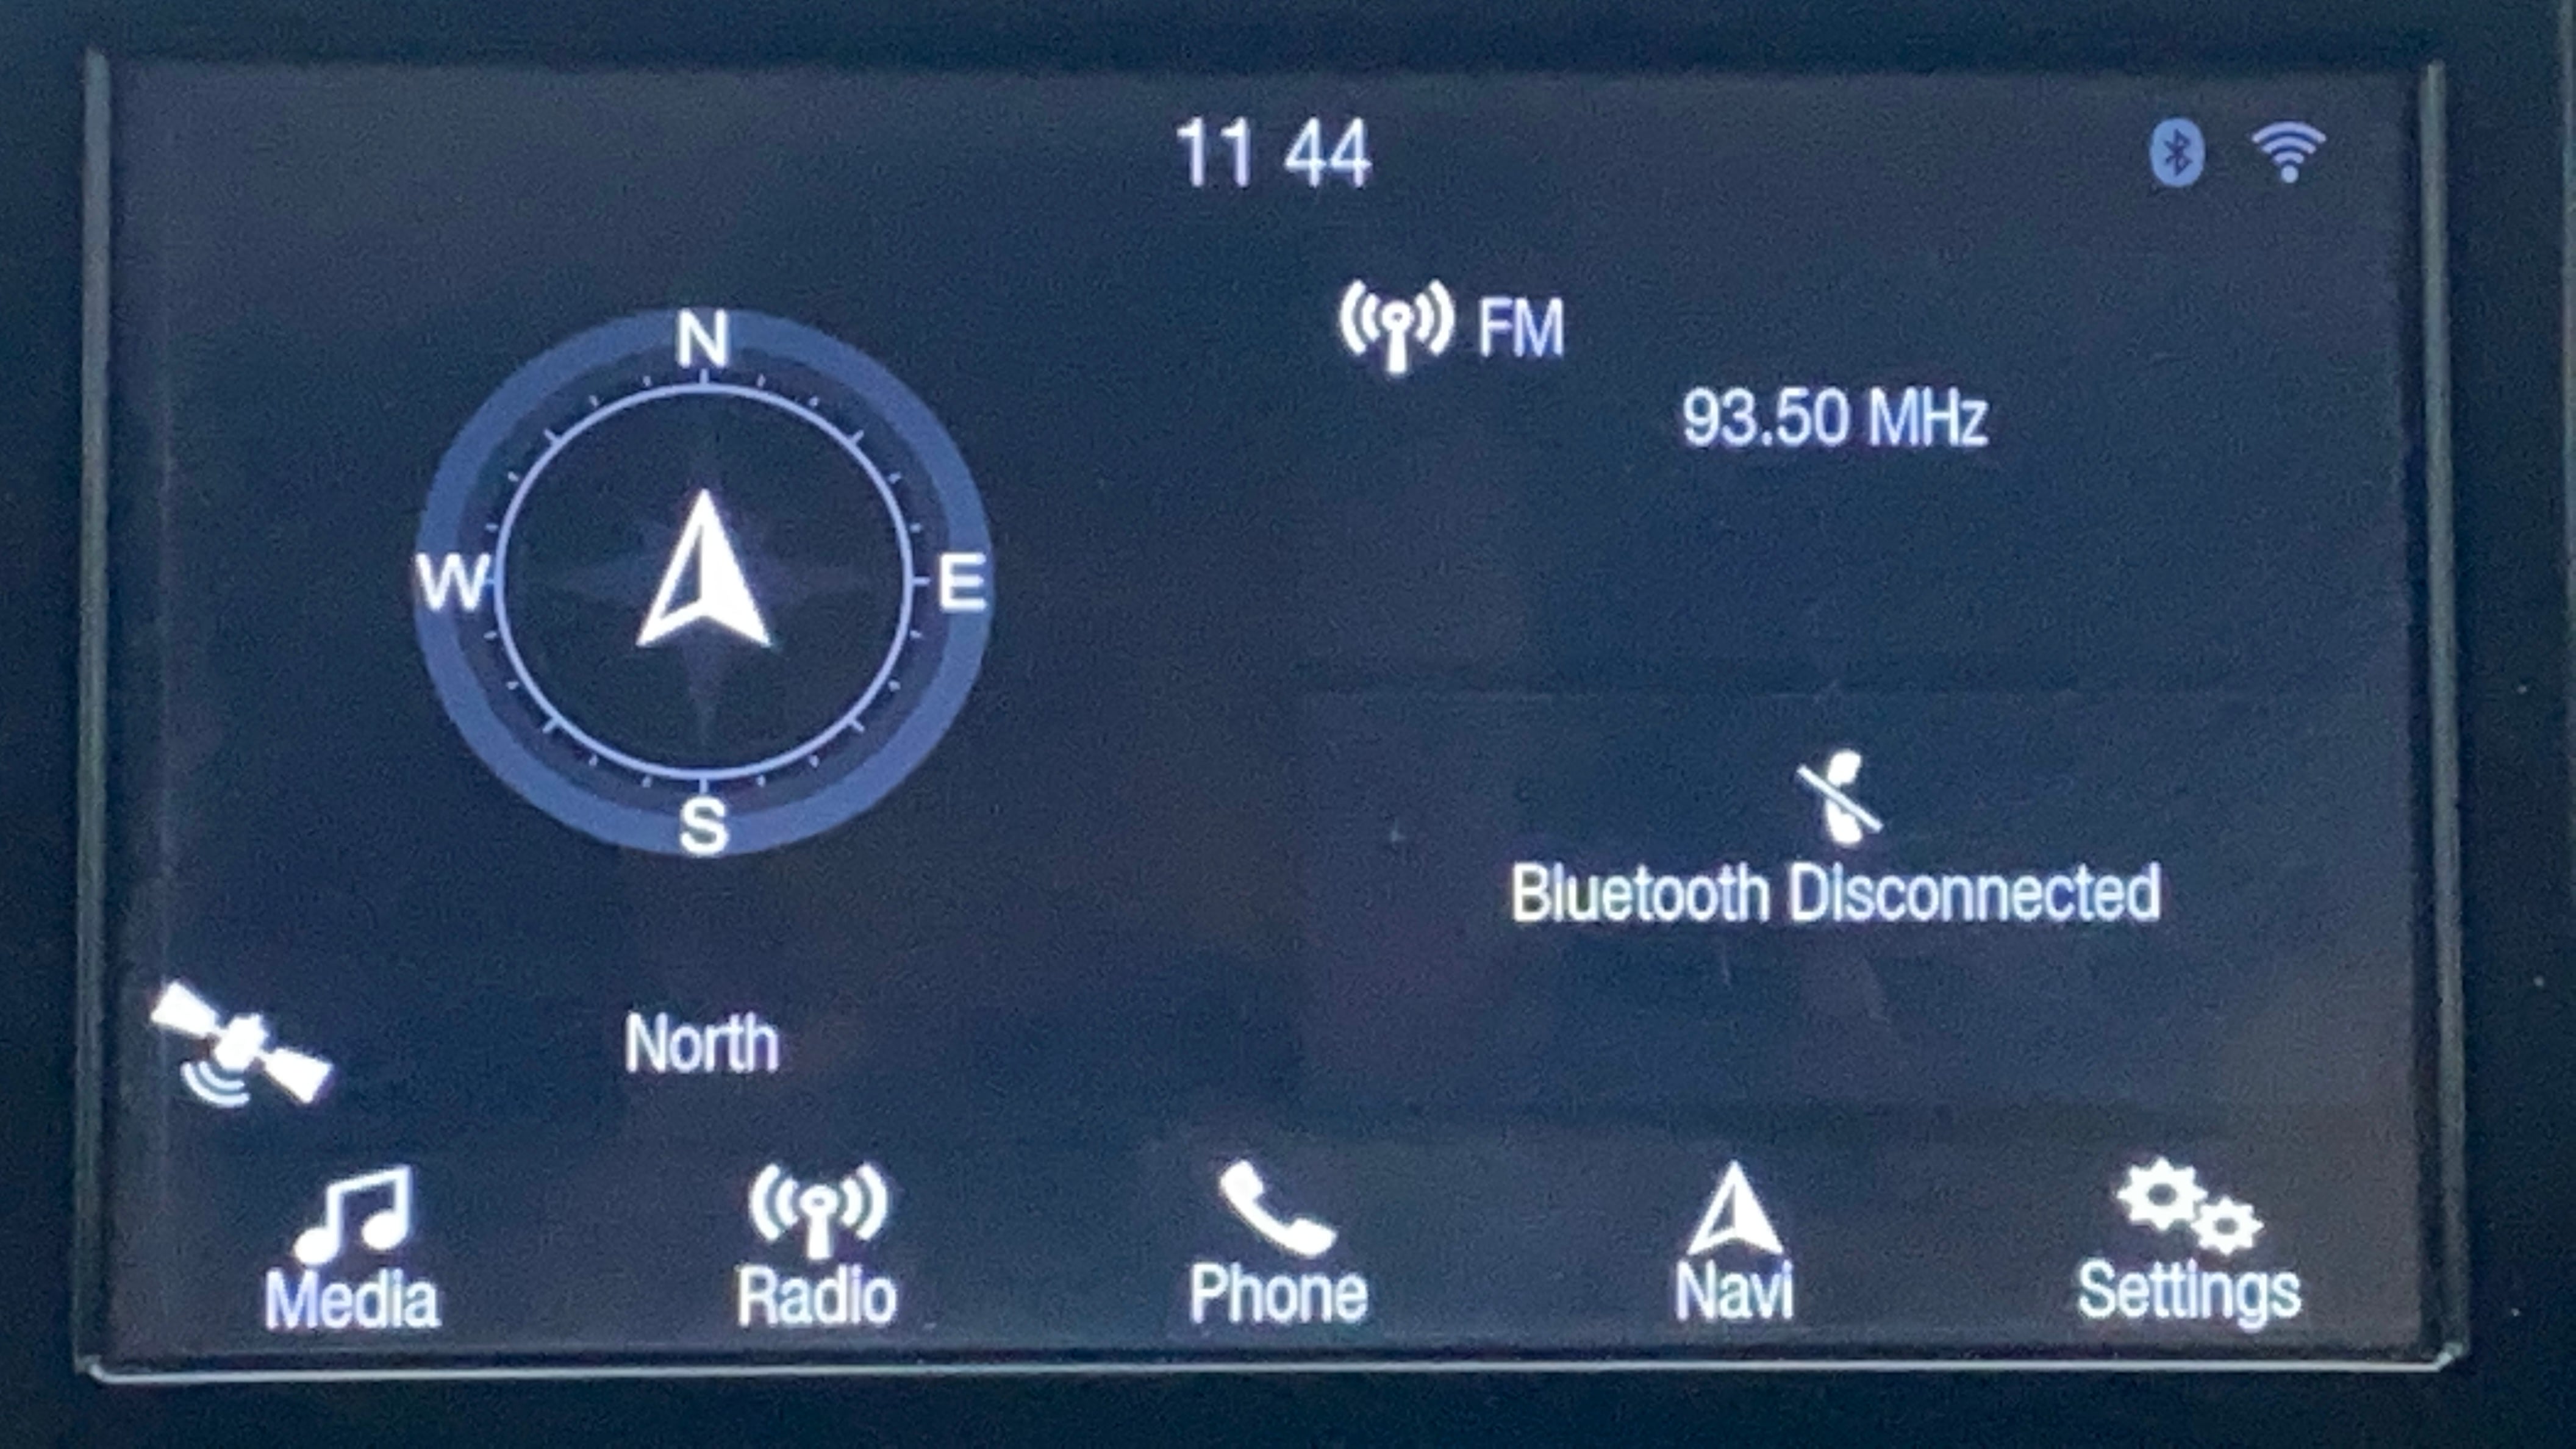 11 44
FM
93.50 MHz
N
W E
S
Bluetooth Disconnected
North
Media Radio Phone Navi Settings